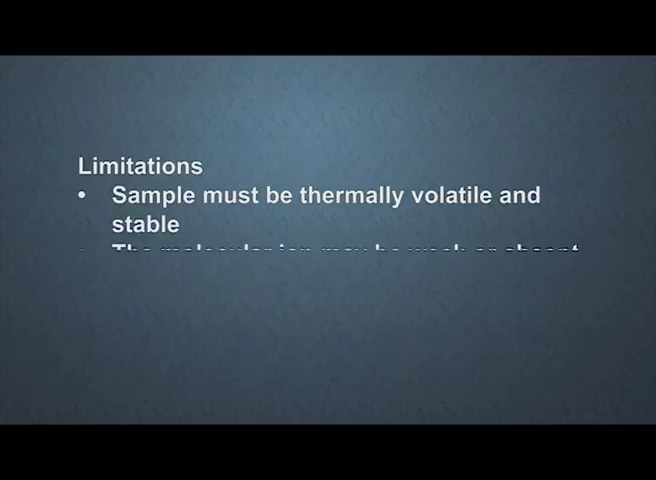 Limitations
• Sample must be thermally volatile and
stable
• The molecular ion may be weak or absent